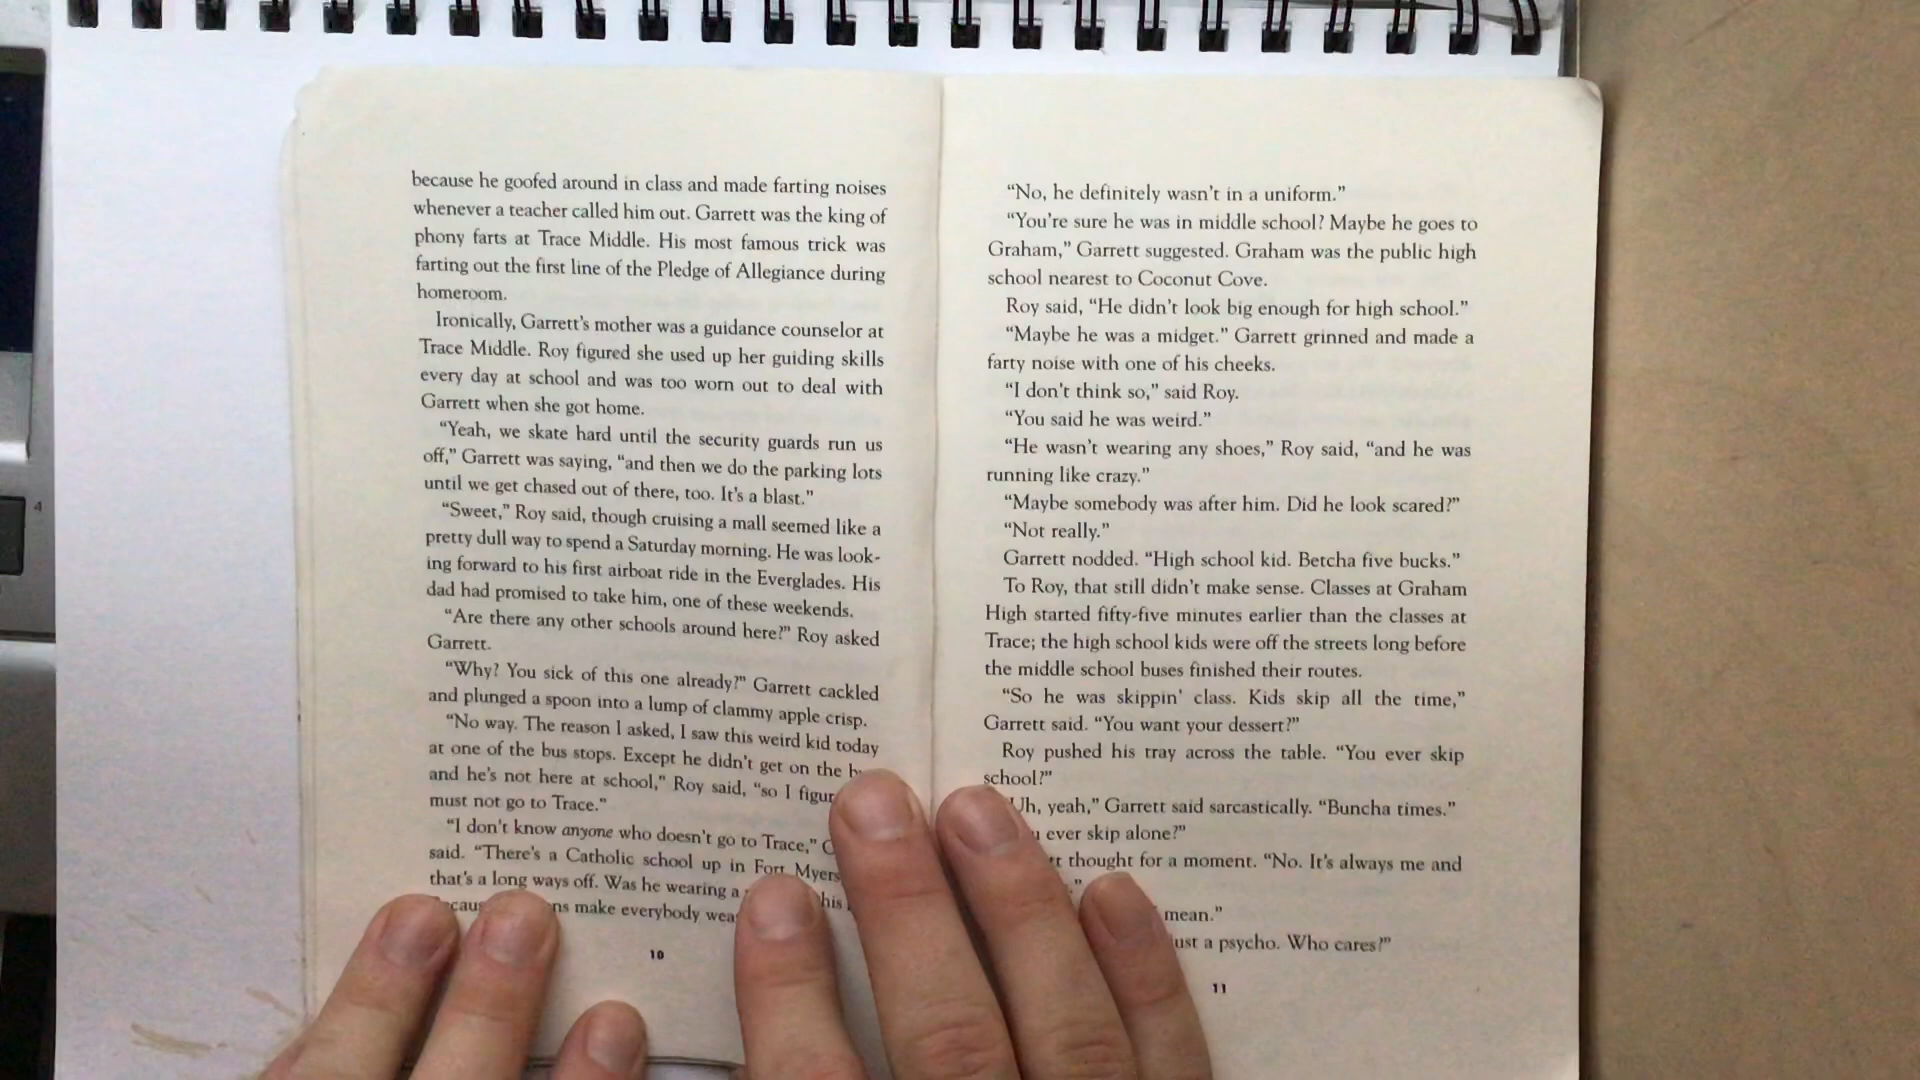 because he goofed around in class and made farting noises
whenever a teacher called him out. Garrett was the king of
phony farts at Trace Middle. His most famous trick was
farting out the first line of the Pledge of Allegiance during
homeroom.
Ironically, Garrett's mother was a guidance counselor at
Trace Middle. Roy figured she used up her guiding skills
every day at school and was too worn out to deal with
Garrett when she got home.
“Yeah, we skate hard until the security guards run us
off,” Garrett was saying, “and then we do the parking lots
until we get chased out of there, too. It's a blast.”
“Sweet,” Roy said, though cruising a mall seemed like a
pretty dull way to spend a Saturday morning. He was look-
ing forward to his first airboat ride in the Everglades. His
dad had promised to take him, one of these weekends.
“Are there any other schools around here?” Roy asked
Garrett.
“Why? You sick of this one already?” Garrett cackled
and plunged a spoon into a lump of clammy apple crisp.
“No way. The reason I asked, I saw this weird kid today
at one of the bus stops. Except he didn't get on the
and he's not here at school,” Roy said, “so I
must not go to Trace.”
“I don't know anyone who doesn't go to Trace,”
said. “There's a Catholic school up in Fort Myers
that's a long ways off. Was he wearing a
make everybody
10
“No, he definitely wasn't in a uniform.”
“You're sure he was in middle school? Maybe he goes to
Graham,” Garrett suggested. Graham was the public high
school nearest to Coconut Cove.
Roy said, “He didn't look big enough for high school.”
“Maybe he was a midget.” Garrett grinned and made a
farty noise with one of his cheeks.
“I don't think so,” said Roy.
“You said he was weird.”
“He wasn't wearing any shoes,” Roy said, “and he was
running like crazy.”
“Maybe somebody was after him. Did he look scared?”
“Not really.”
Garrett nodded. “High school kid. Betcha five bucks.”
To Roy, that still didn't make sense. Classes at Graham
High started fifty-five minutes earlier than the classes at
Trace; the high school kids were off the streets long before
the middle school buses finished their routes.
“So he was skippin' class. Kids skip all the time,”
Garrett said. “You want your dessert?”
Roy pushed his tray across the table. “You ever skip
school?”
Uh, yeah,” Garrett said sarcastically. “Buncha times.”
ever skip alone?”
thought for a moment. “No. It's always me and
mean.”
a psycho. Who cares?”
11